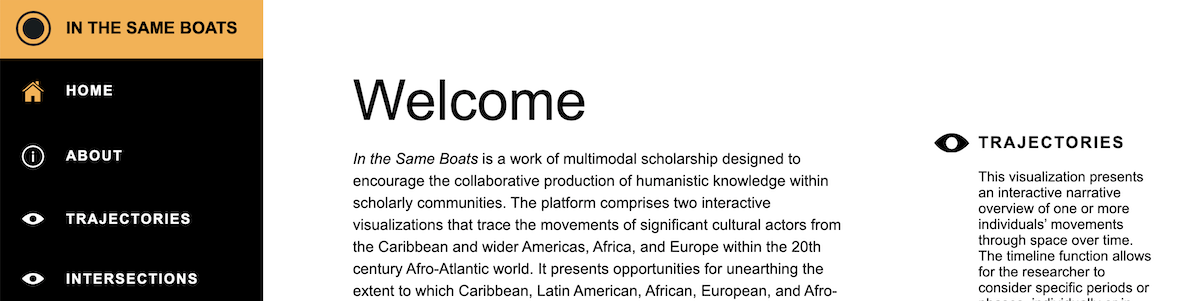 IN THE SAME BOATS
HOME
ABOUT
TRAJECTORIES
INTERSECTIONS
Welcome
In the Same Boats is a work of multimodal scholarship designed to
encourage the collaborative production of humanistic knowledge within
scholarly communities. The platform comprises two interactive
visualizations that trace the movements of significant cultural actors from
the Caribbean and wider Americas, Africa, and Europe within the 20th
century Afro-Atlantic world. It presents opportunities for unearthing the
extent to which Caribbean, Latin American, African, European, and Afro-
TRAJECTORIES
This visualization presents
an interactive narrative
overview of one or more
individuals’ movements
through space over time.
The timeline function allows
for the researcher to
consider specific periods or